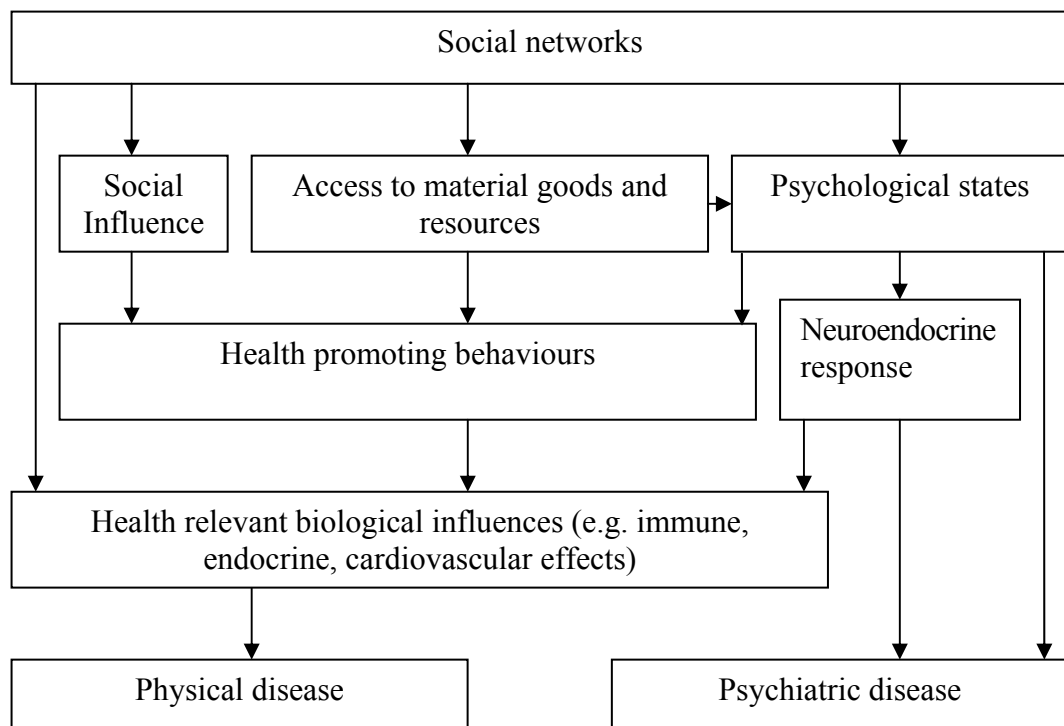 Social networks
Social
Influence
Access to material goods and
resources
Psychological states
Health promoting behaviours
Neuroendocrine
response
Health relevant biological influences (e.g. immune,
endocrine, cardiovascular effects)
Physical disease
Psychiatric disease